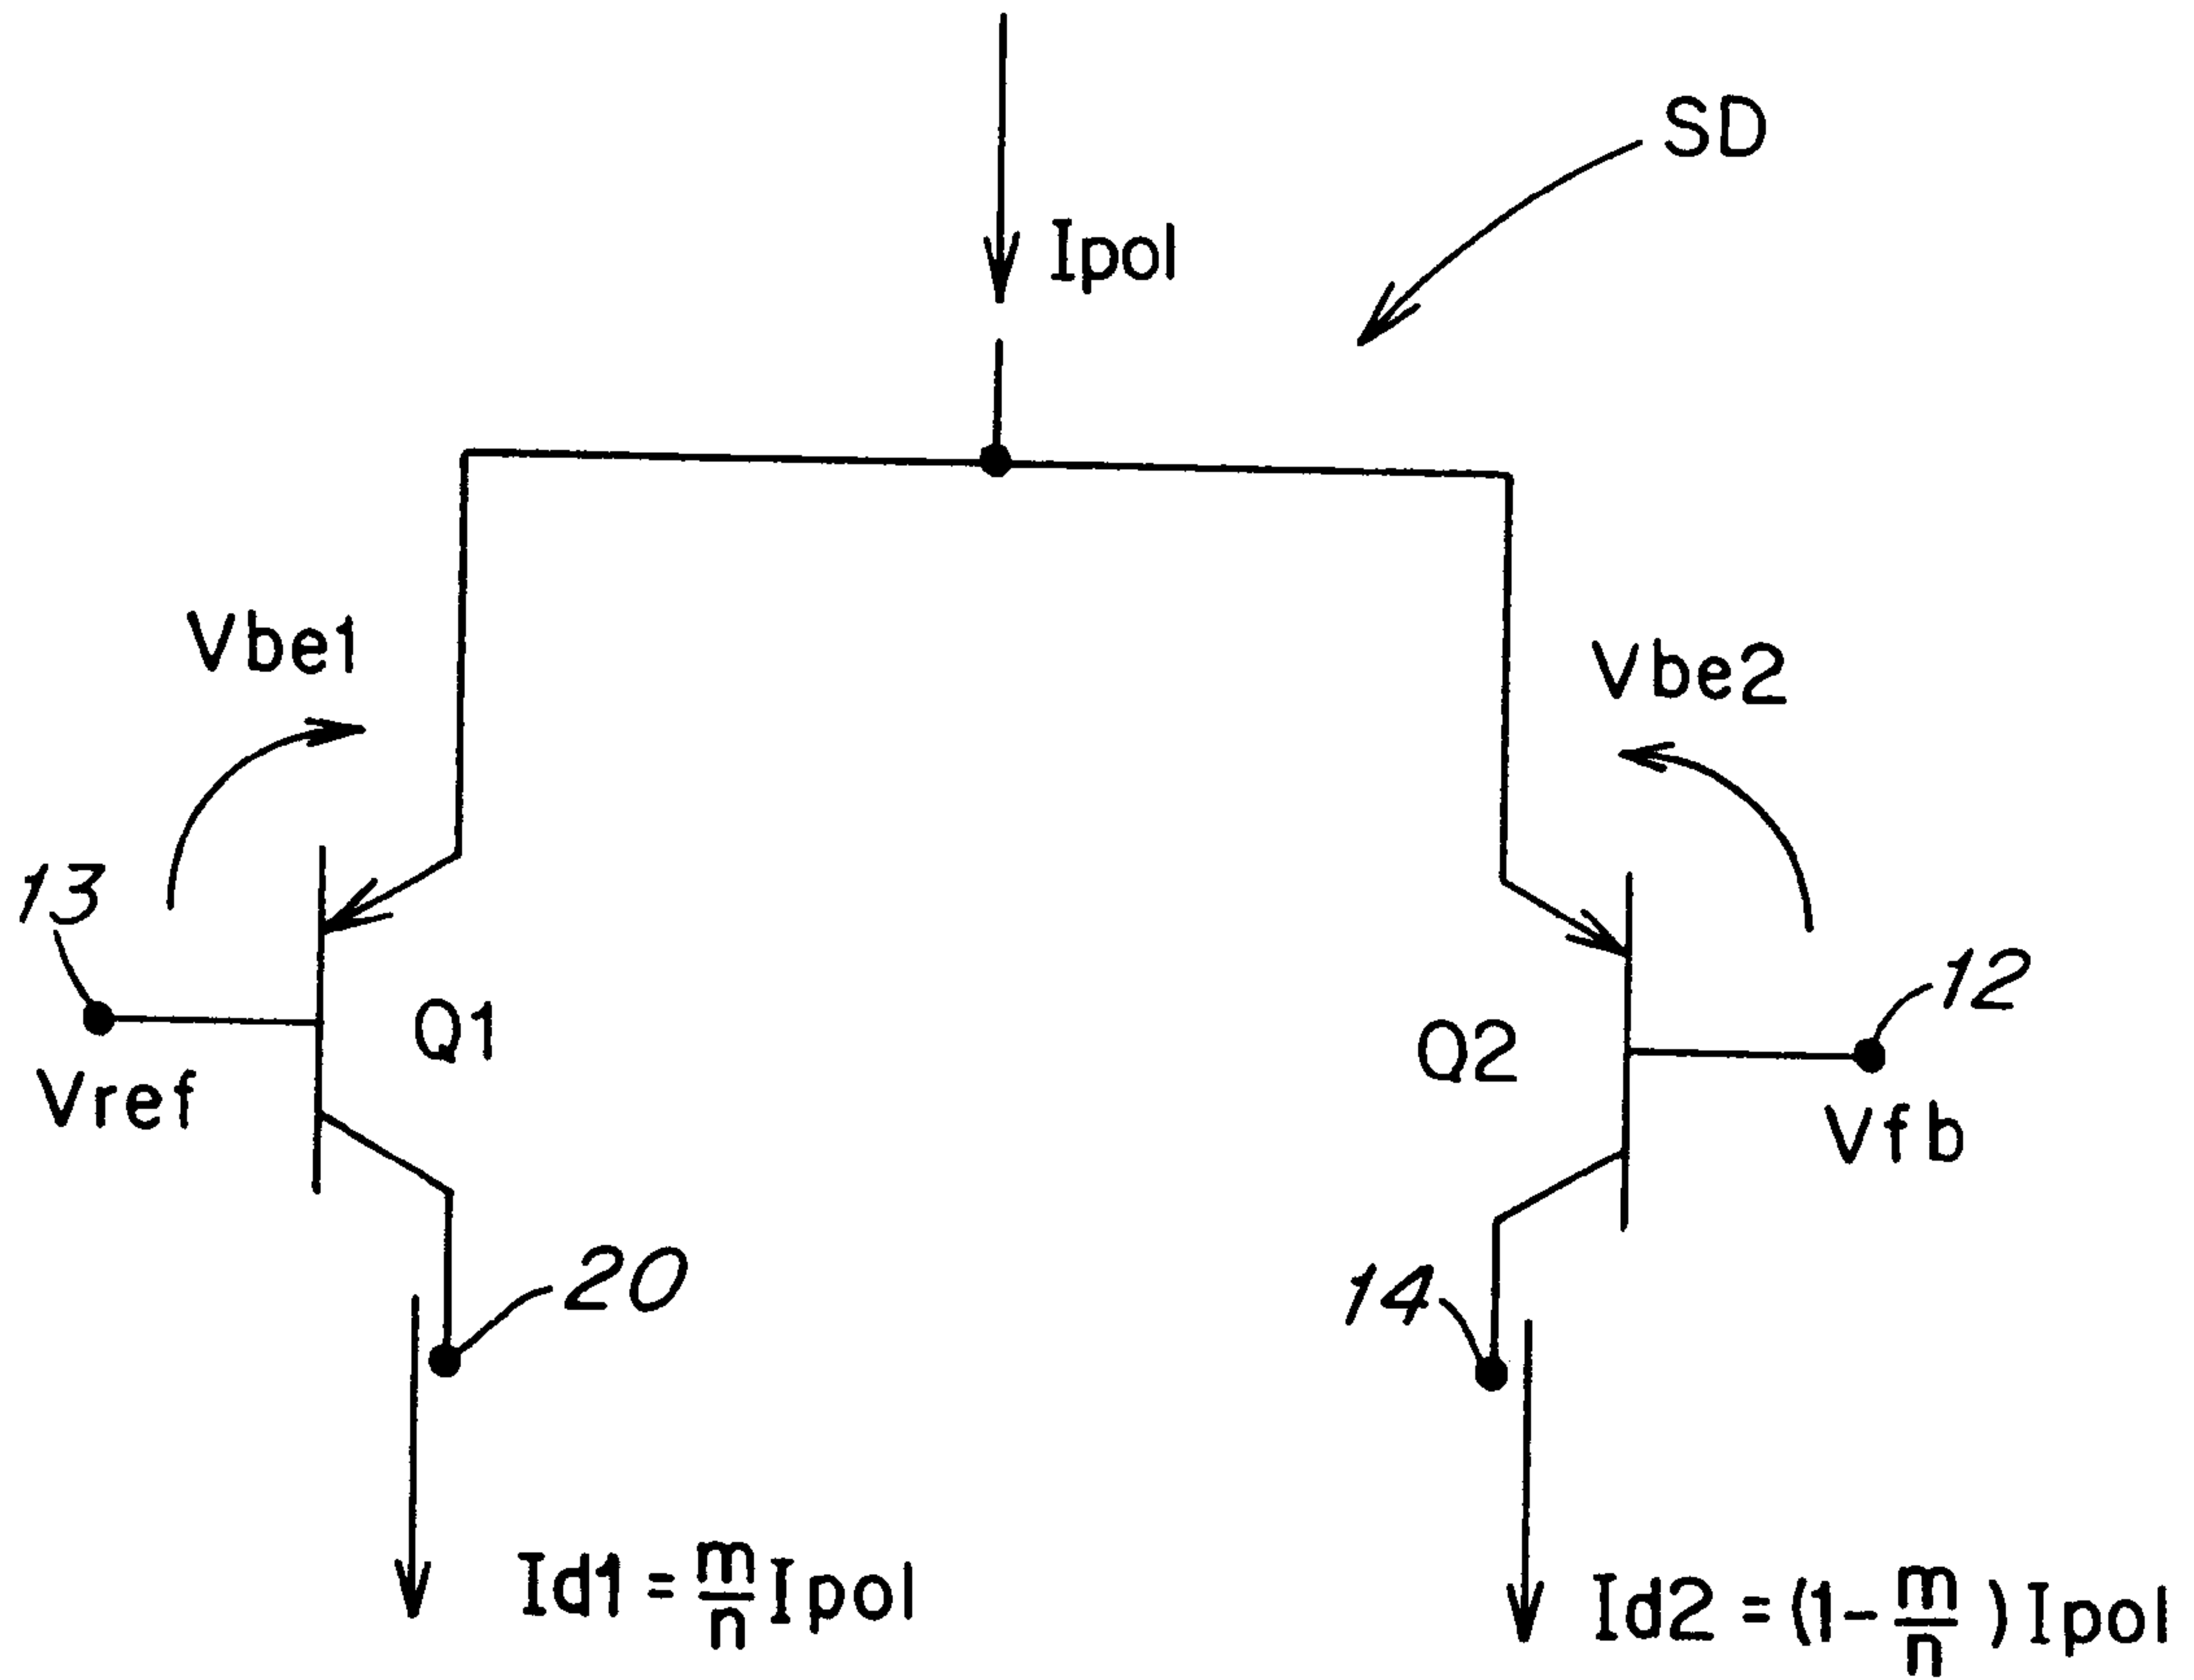 SD
Ipol
Vbe1
Vbe2
13
12
Q1
Q2
Vref
Vfb
20
14
Id1 = m/n Ipol
Id2 = (1 - m/n) Ipol